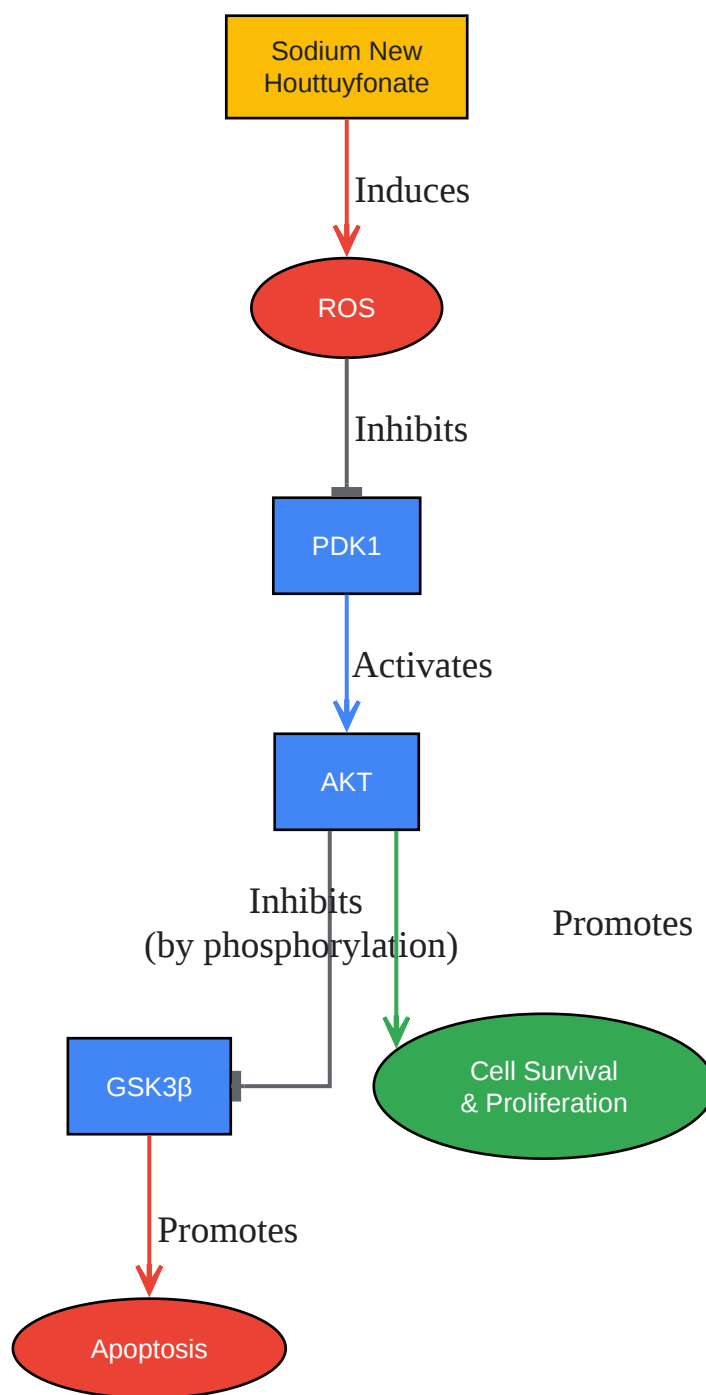 Sodium New
Houttuyfonate
Induces
ROS
Inhibits
PDK1
Activates
AKT
Inhibits
(by phosphorylation)
Promotes
GSK3β
Cell Survival
& Proliferation
Promotes
Apoptosis